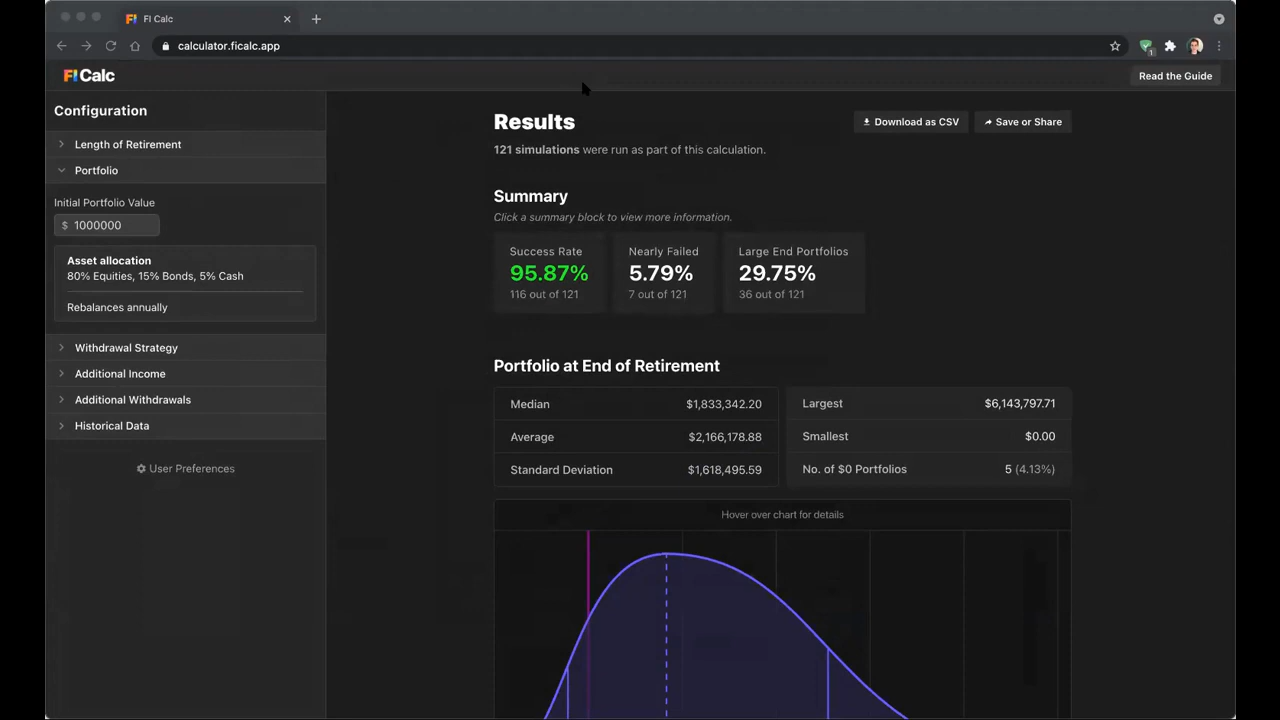 FI Calc
calculator.ficalc.app
1
FI Calc
Read the Guide
Configuration
Length of Retirement
Portfolio
Initial Portfolio Value
$ 1000000
Asset allocation
80% Equities, 15% Bonds, 5% Cash
Rebalances annually
Withdrawal Strategy
Additional Income
Additional Withdrawals
Historical Data
User Preferences
Results
Download as CSV
Save or Share
121 simulations were run as part of this calculation.
Summary
Click a summary block to view more information.
Success Rate
95.87%
116 out of 121
Nearly Failed
5.79%
7 out of 121
Large End Portfolios
29.75%
36 out of 121
Portfolio at End of Retirement
Median $1,833,342.20
Average $2,166,178.88
Standard Deviation $1,618,495.59
Largest $6,143,797.71
Smallest $0.00
No. of $0 Portfolios 5 (4.13%)
Hover over chart for details